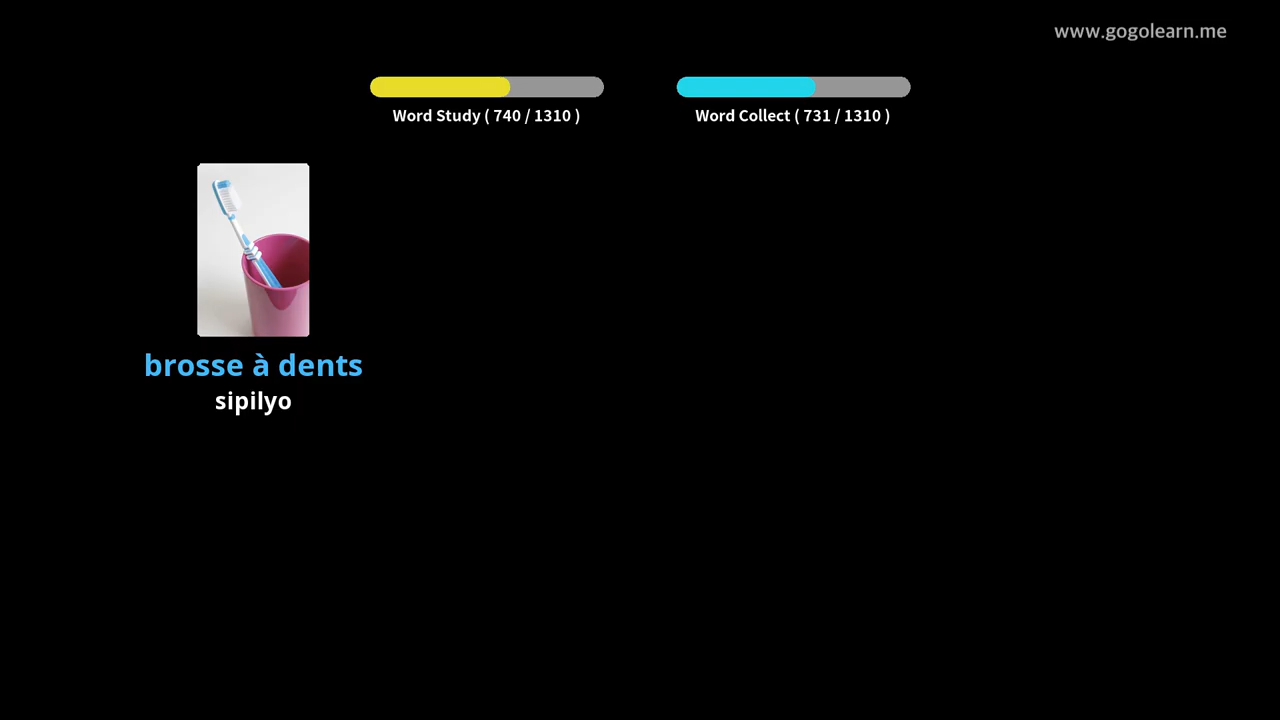 www.gogolearn.me
Word Study ( 740 / 1310 )
Word Collect ( 731 / 1310 )
brosse à dents
sipilyo